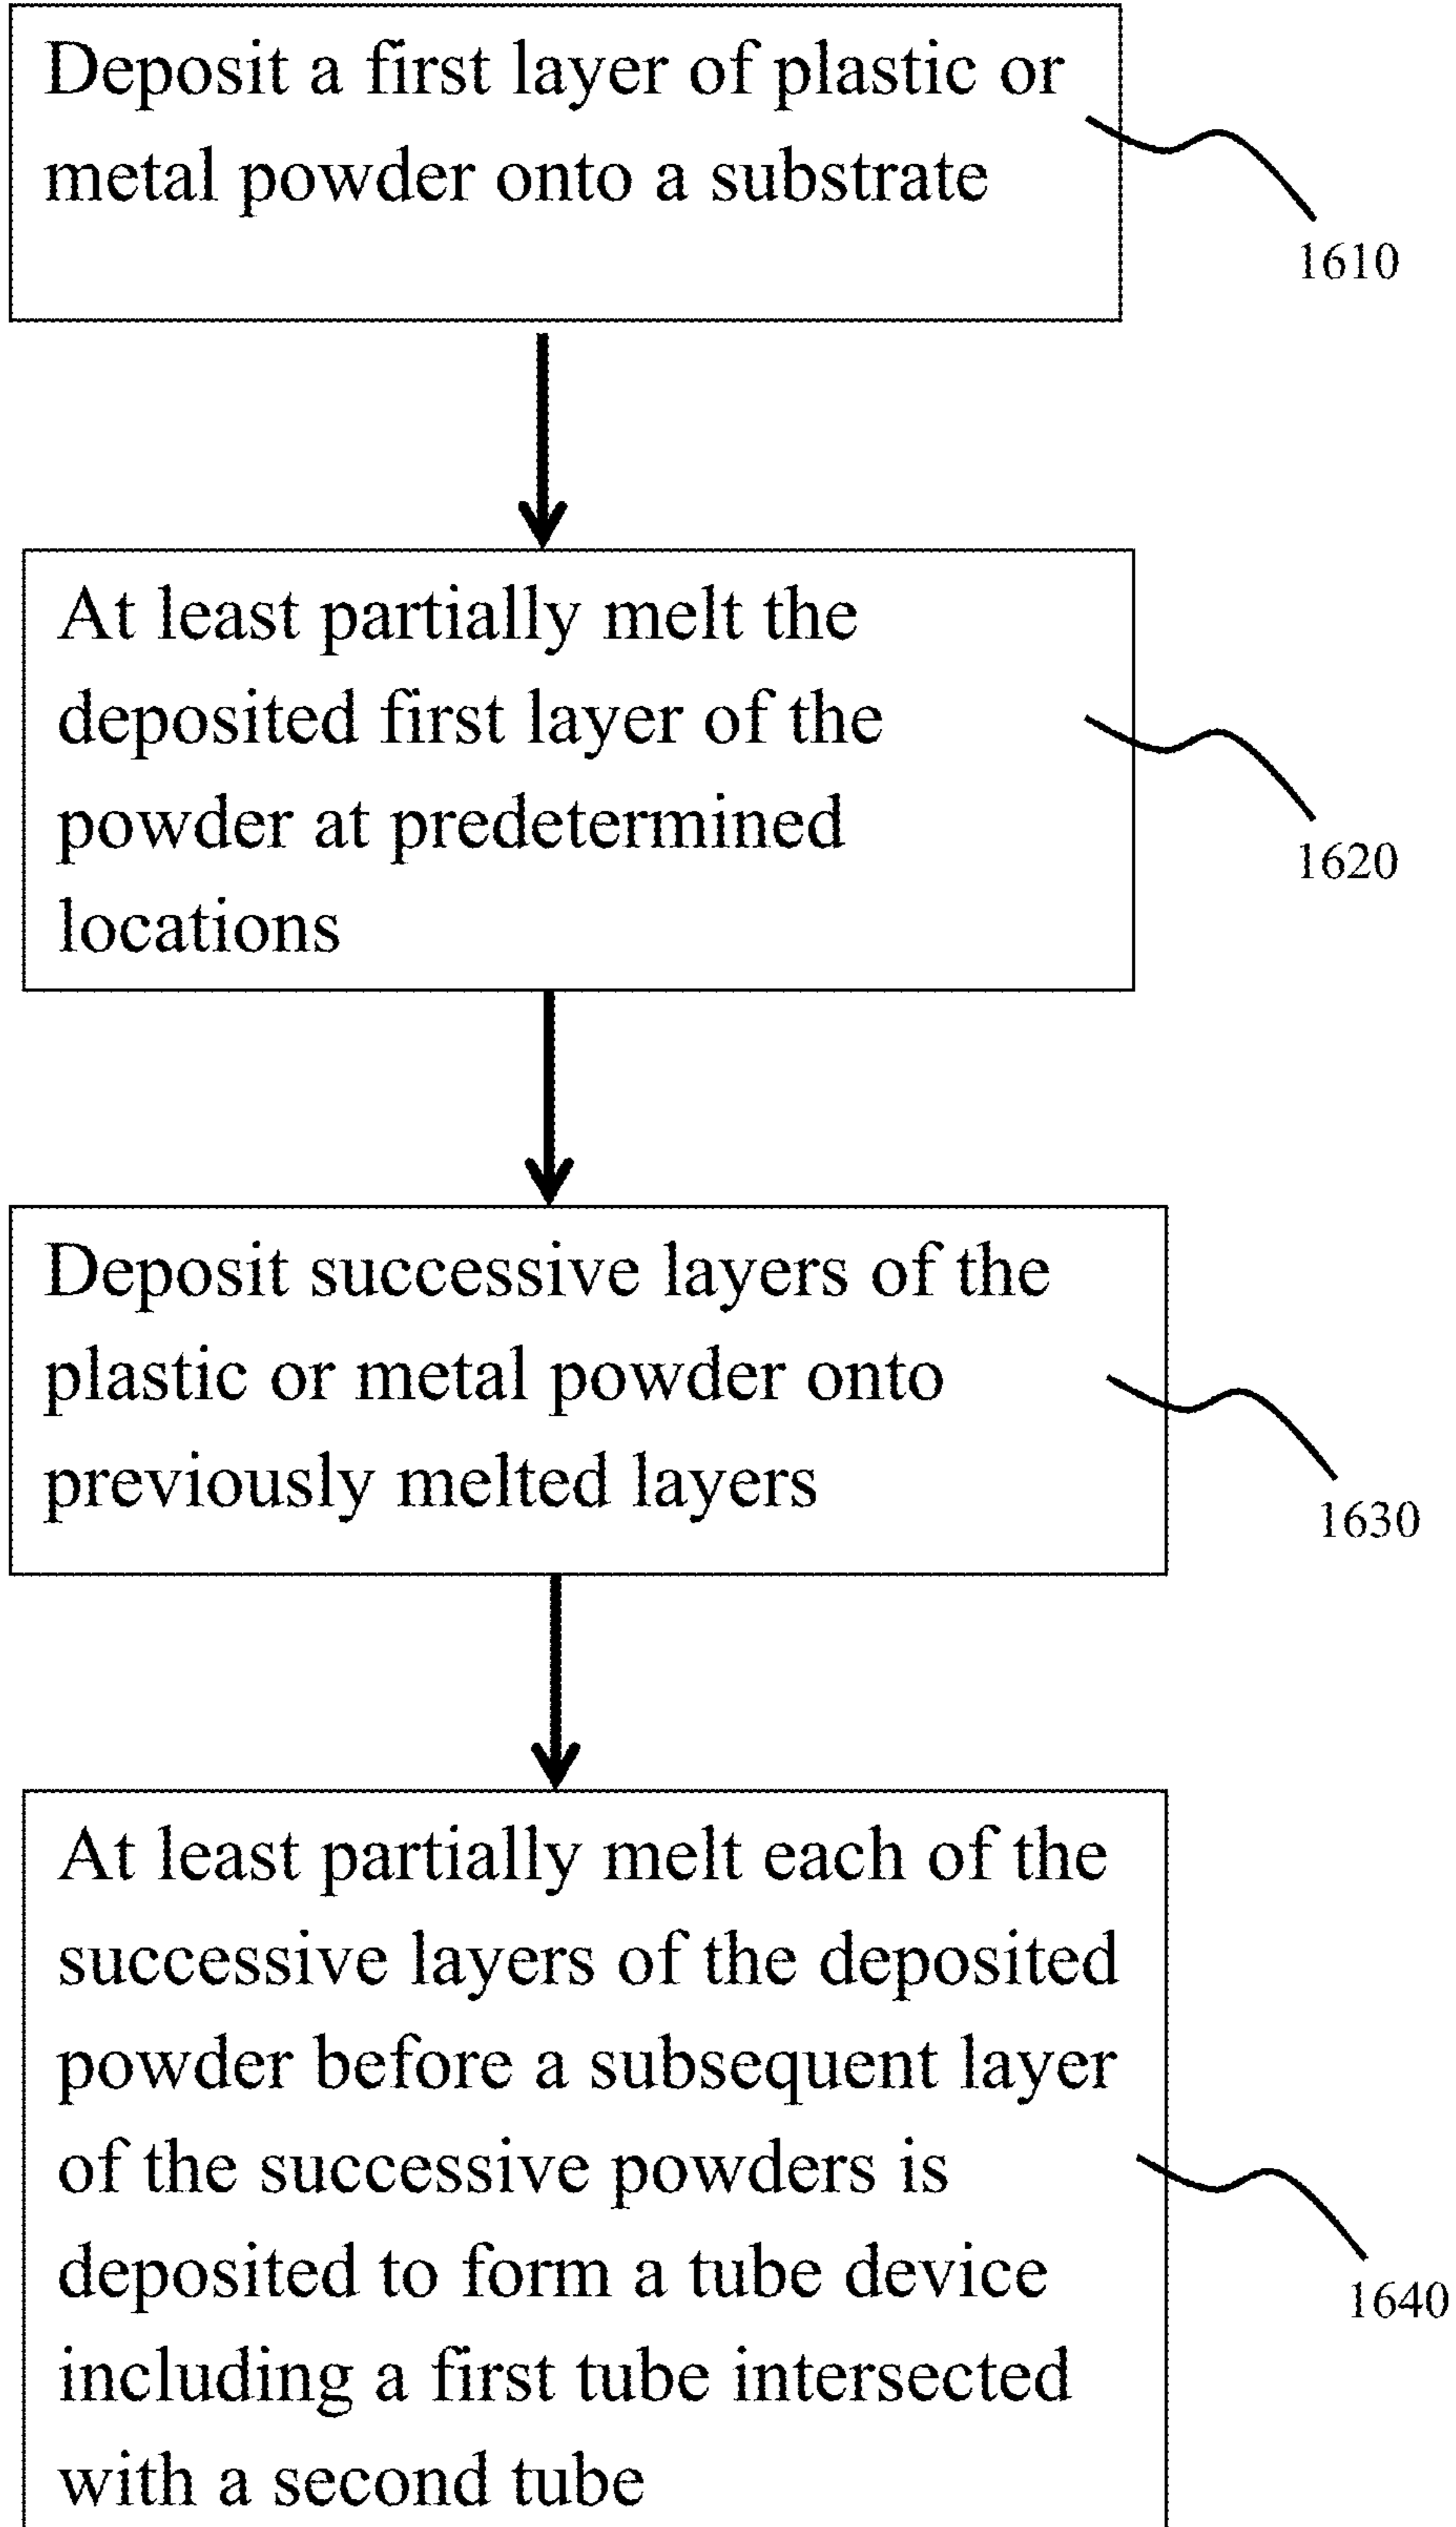 Deposit a first layer of plastic or
metal powder onto a substrate
1610
At least partially melt the
deposited first layer of the
powder at predetermined
locations
1620
Deposit successive layers of the
plastic or metal powder onto
previously melted layers
1630
At least partially melt each of the
successive layers of the deposited
powder before a subsequent layer
of the successive powders is
deposited to form a tube device
including a first tube intersected
with a second tube
1640